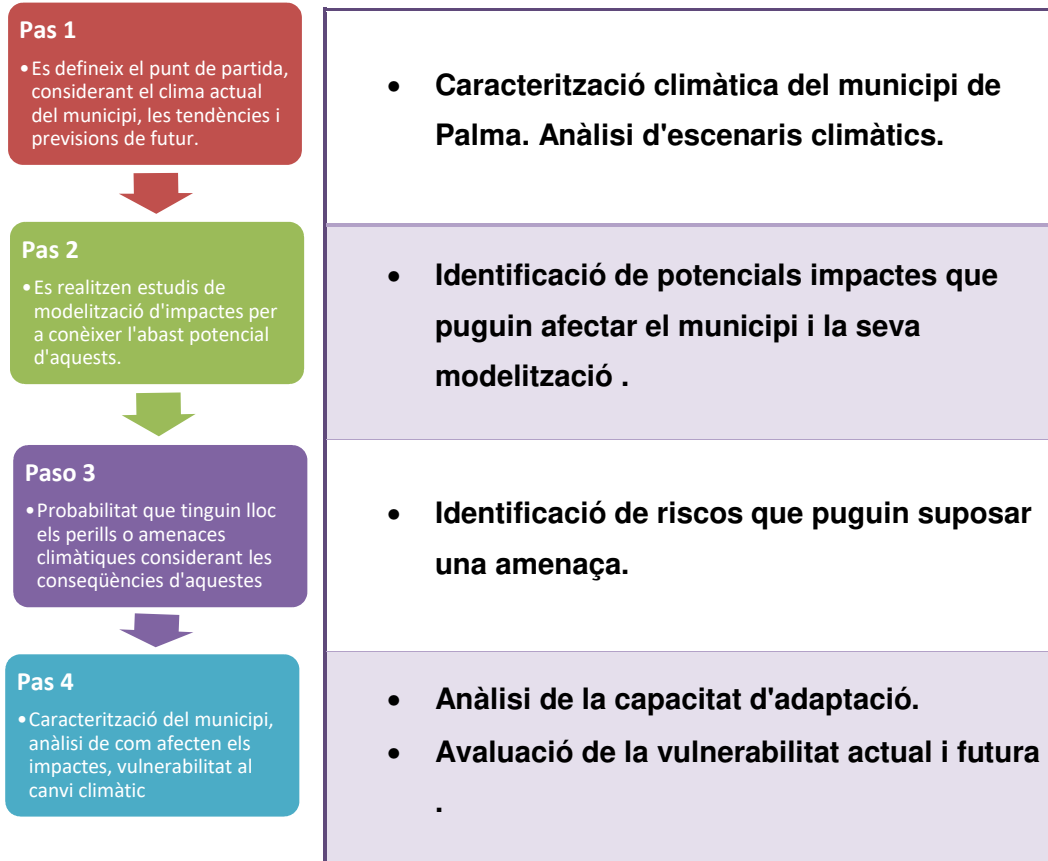 Pas 1
•Es defineix el punt de partida,
considerant el clima actual
del municipi, les tendències i
previsions de futur.
• Caracterització climàtica del municipi de
Palma. Anàlisi d'escenaris climàtics.
Pas 2
•Es realitzen estudis de
modelització d'impactes per
a conèixer l'abast potencial
d'aquests.
• Identificació de potencials impactes que
puguin afectar el municipi i la seva
modelització .
Paso 3
•Probabilitat que tinguin lloc
els perills o amenaces
climàtiques considerant les
conseqüències d'aquestes
• Identificació de riscos que puguin suposar
una amenaça.
Pas 4
•Caracterització del municipi,
anàlisi de com afecten els
impactes, vulnerabilitat al
canvi climàtic
• Anàlisi de la capacitat d'adaptació.
• Avaluació de la vulnerabilitat actual i futura
.